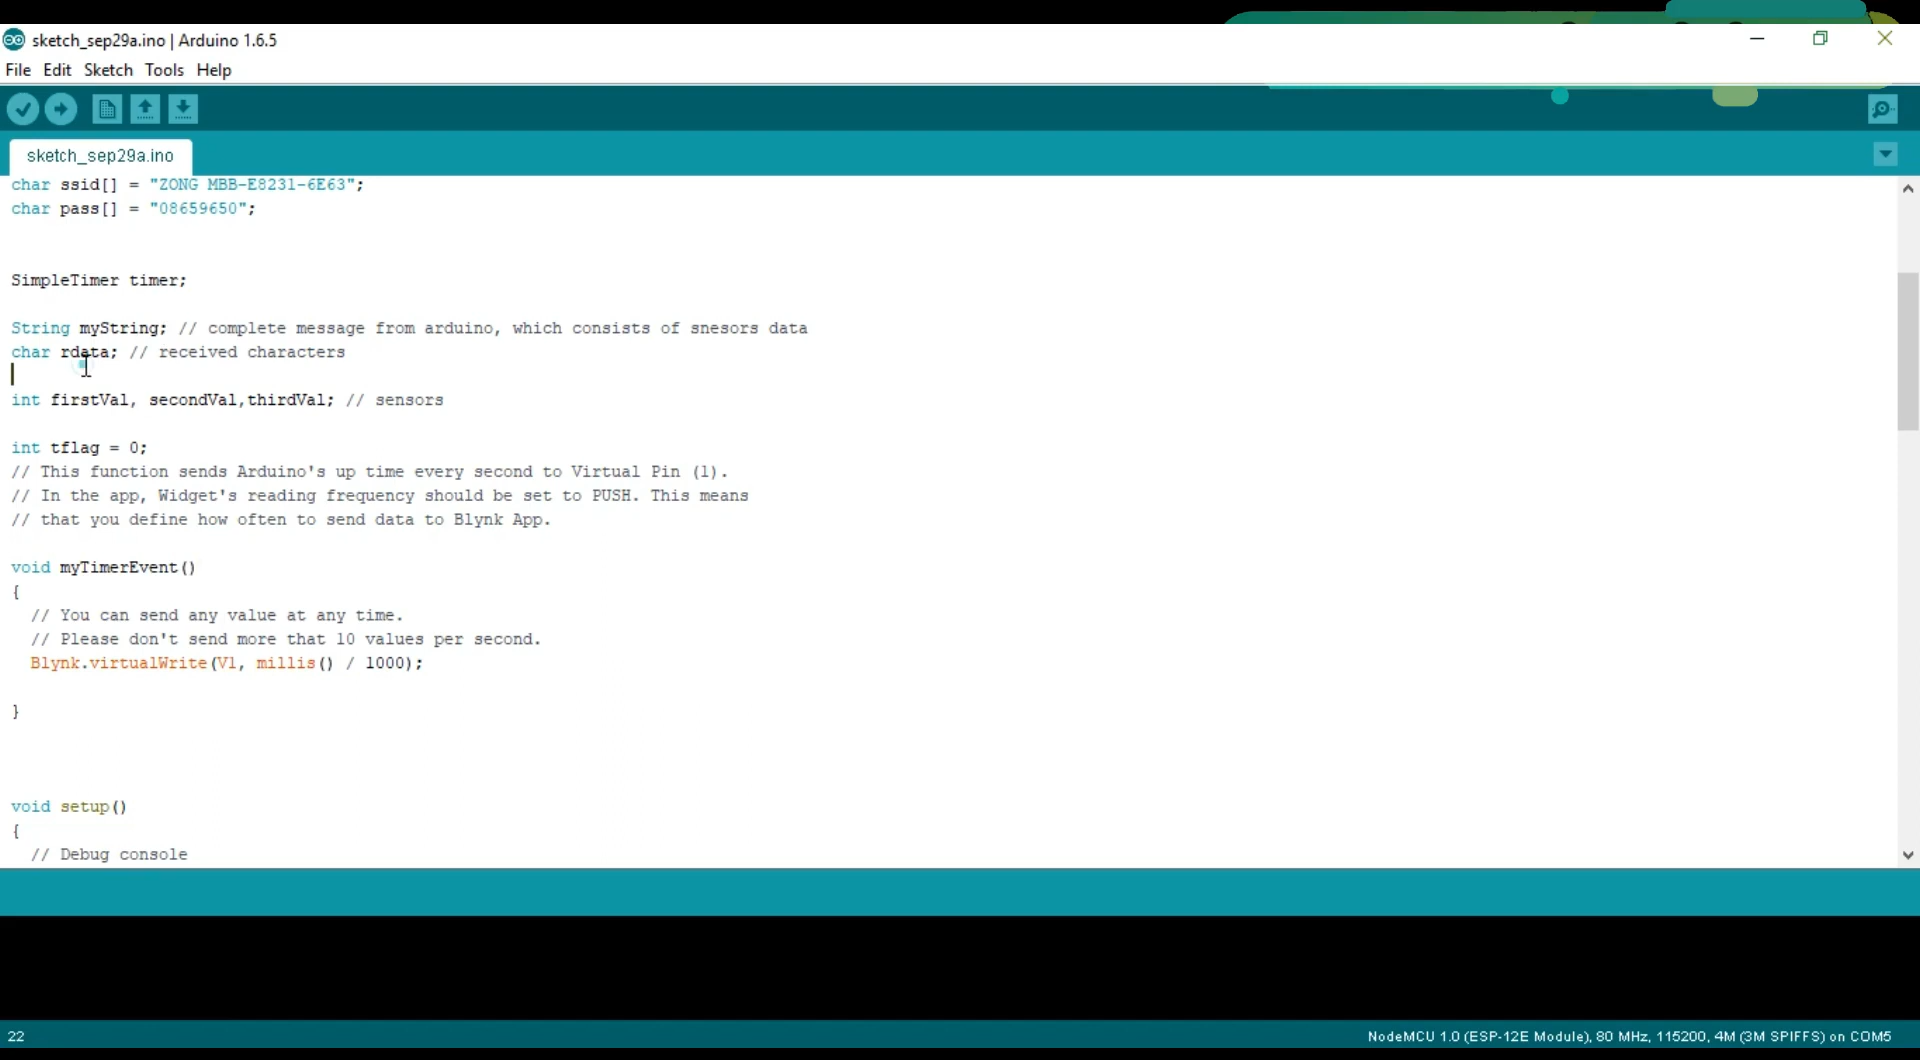 sketch_sep29a.ino | Arduino 1.6.5
File Edit Sketch Tools Help
sketch_sep29a.ino
char ssid[] = "ZONG MBB-E8231-6E63";
char pass[] = "08659650";
SimpleTimer timer;
String myString; // complete message from arduino, which consists of snesors data
char rdata; // received characters
int firstVal, secondVal,thirdVal; // sensors
int tflag = 0;
// This function sends Arduino's up time every second to Virtual Pin (1).
// In the app, Widget's reading frequency should be set to PUSH. This means
// that you define how often to send data to Blynk App.
void myTimerEvent()
{
// You can send any value at any time.
// Please don't send more that 10 values per second.
Blynk.virtualWrite(V1, millis() / 1000);
}
void setup()
{
// Debug console
22
NodeMCU 1.0 (ESP-12E Module), 80 MHz, 115200, 4M (3M SPIFFS) on COM5